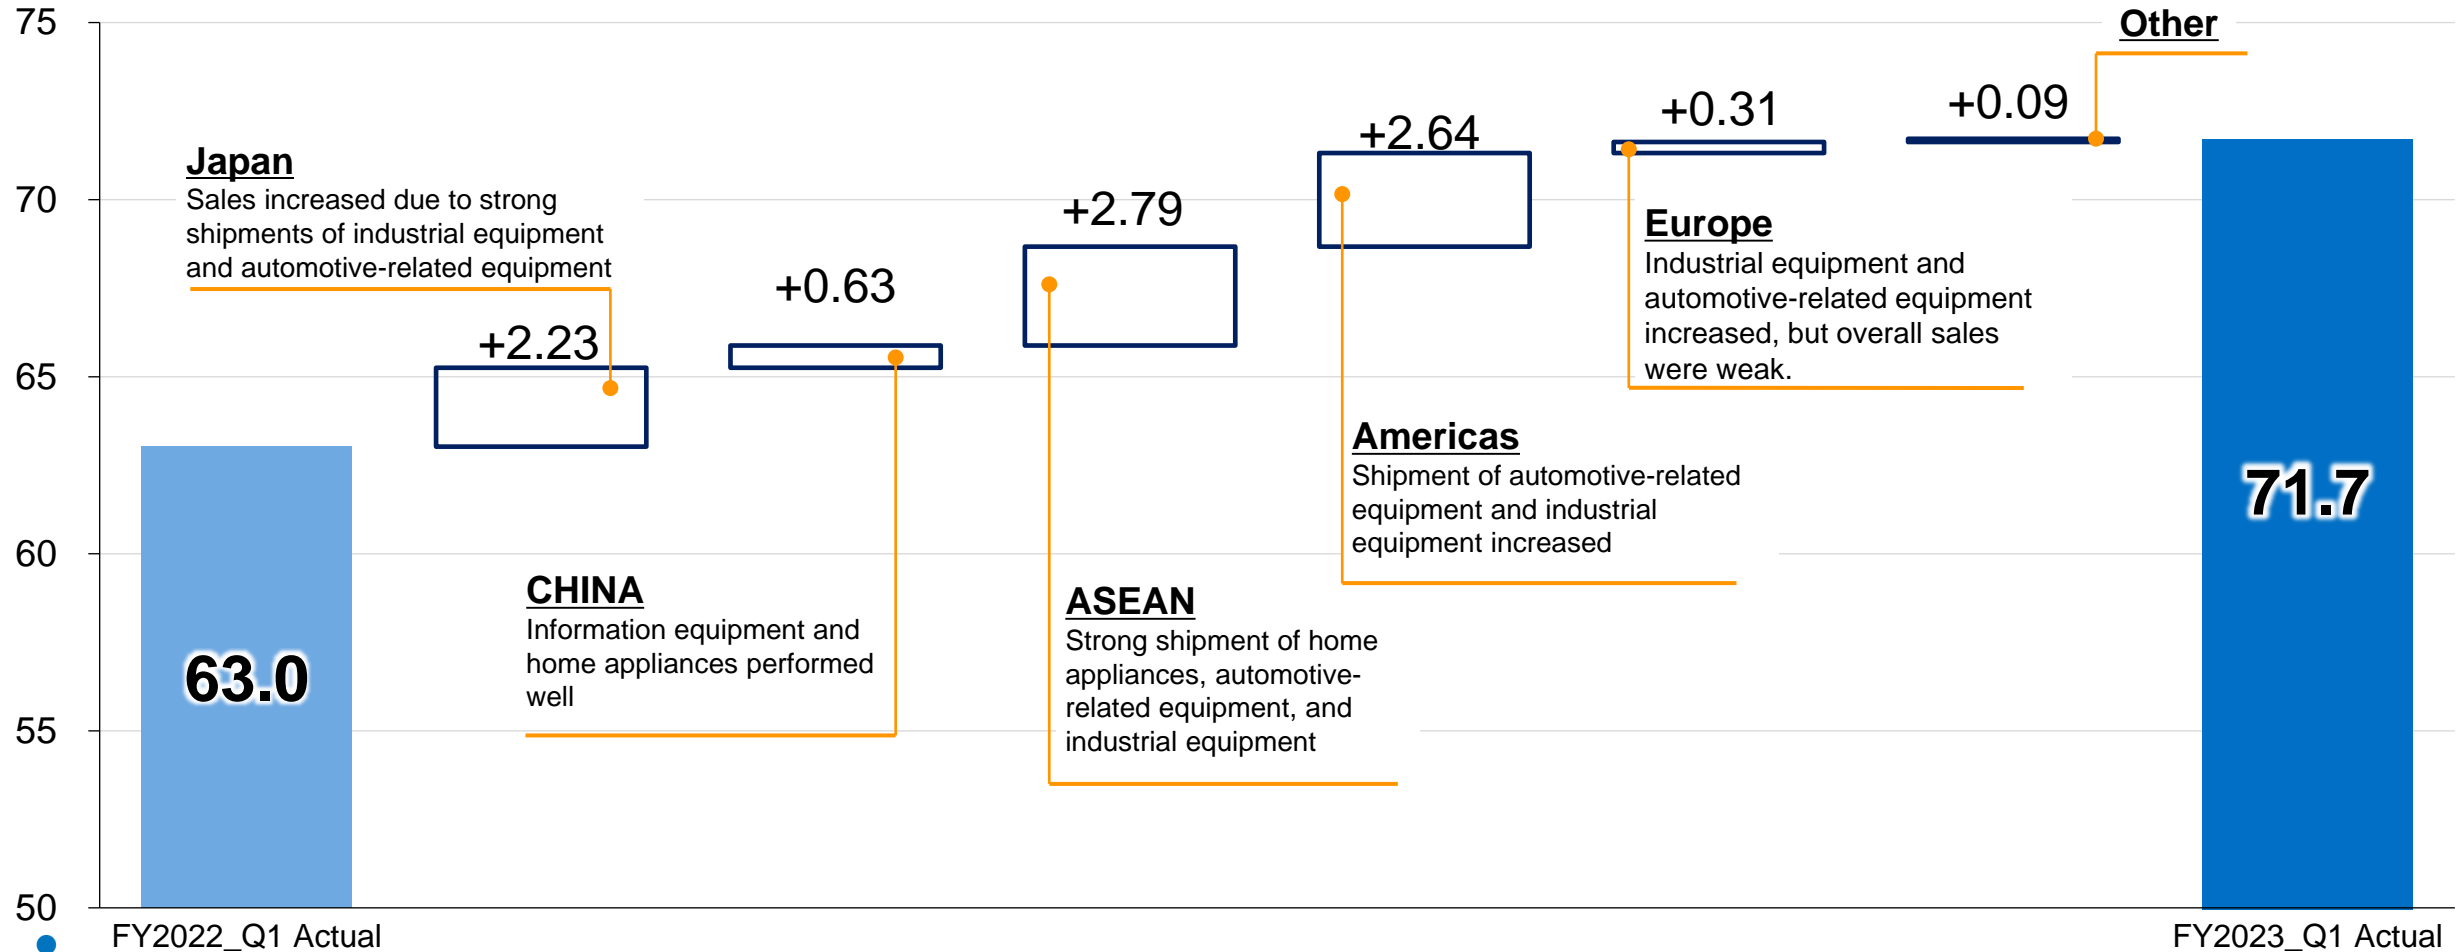 75
70
65
60
55
50
63.0
FY2022_Q1 Actual
Japan
Sales increased due to strong
shipments of industrial equipment
and automotive-related equipment
+2.23
+0.63
CHINA
Information equipment and
home appliances performed
well
+2.79
ASEAN
Strong shipment of home
appliances, automotive-
related equipment, and
industrial equipment
+2.64
Americas
Shipment of automotive-related
equipment and industrial
equipment increased
+0.31
Europe
Industrial equipment and
automotive-related equipment
increased, but overall sales
were weak.
+0.09
Other
71.7
FY2023_Q1 Actual